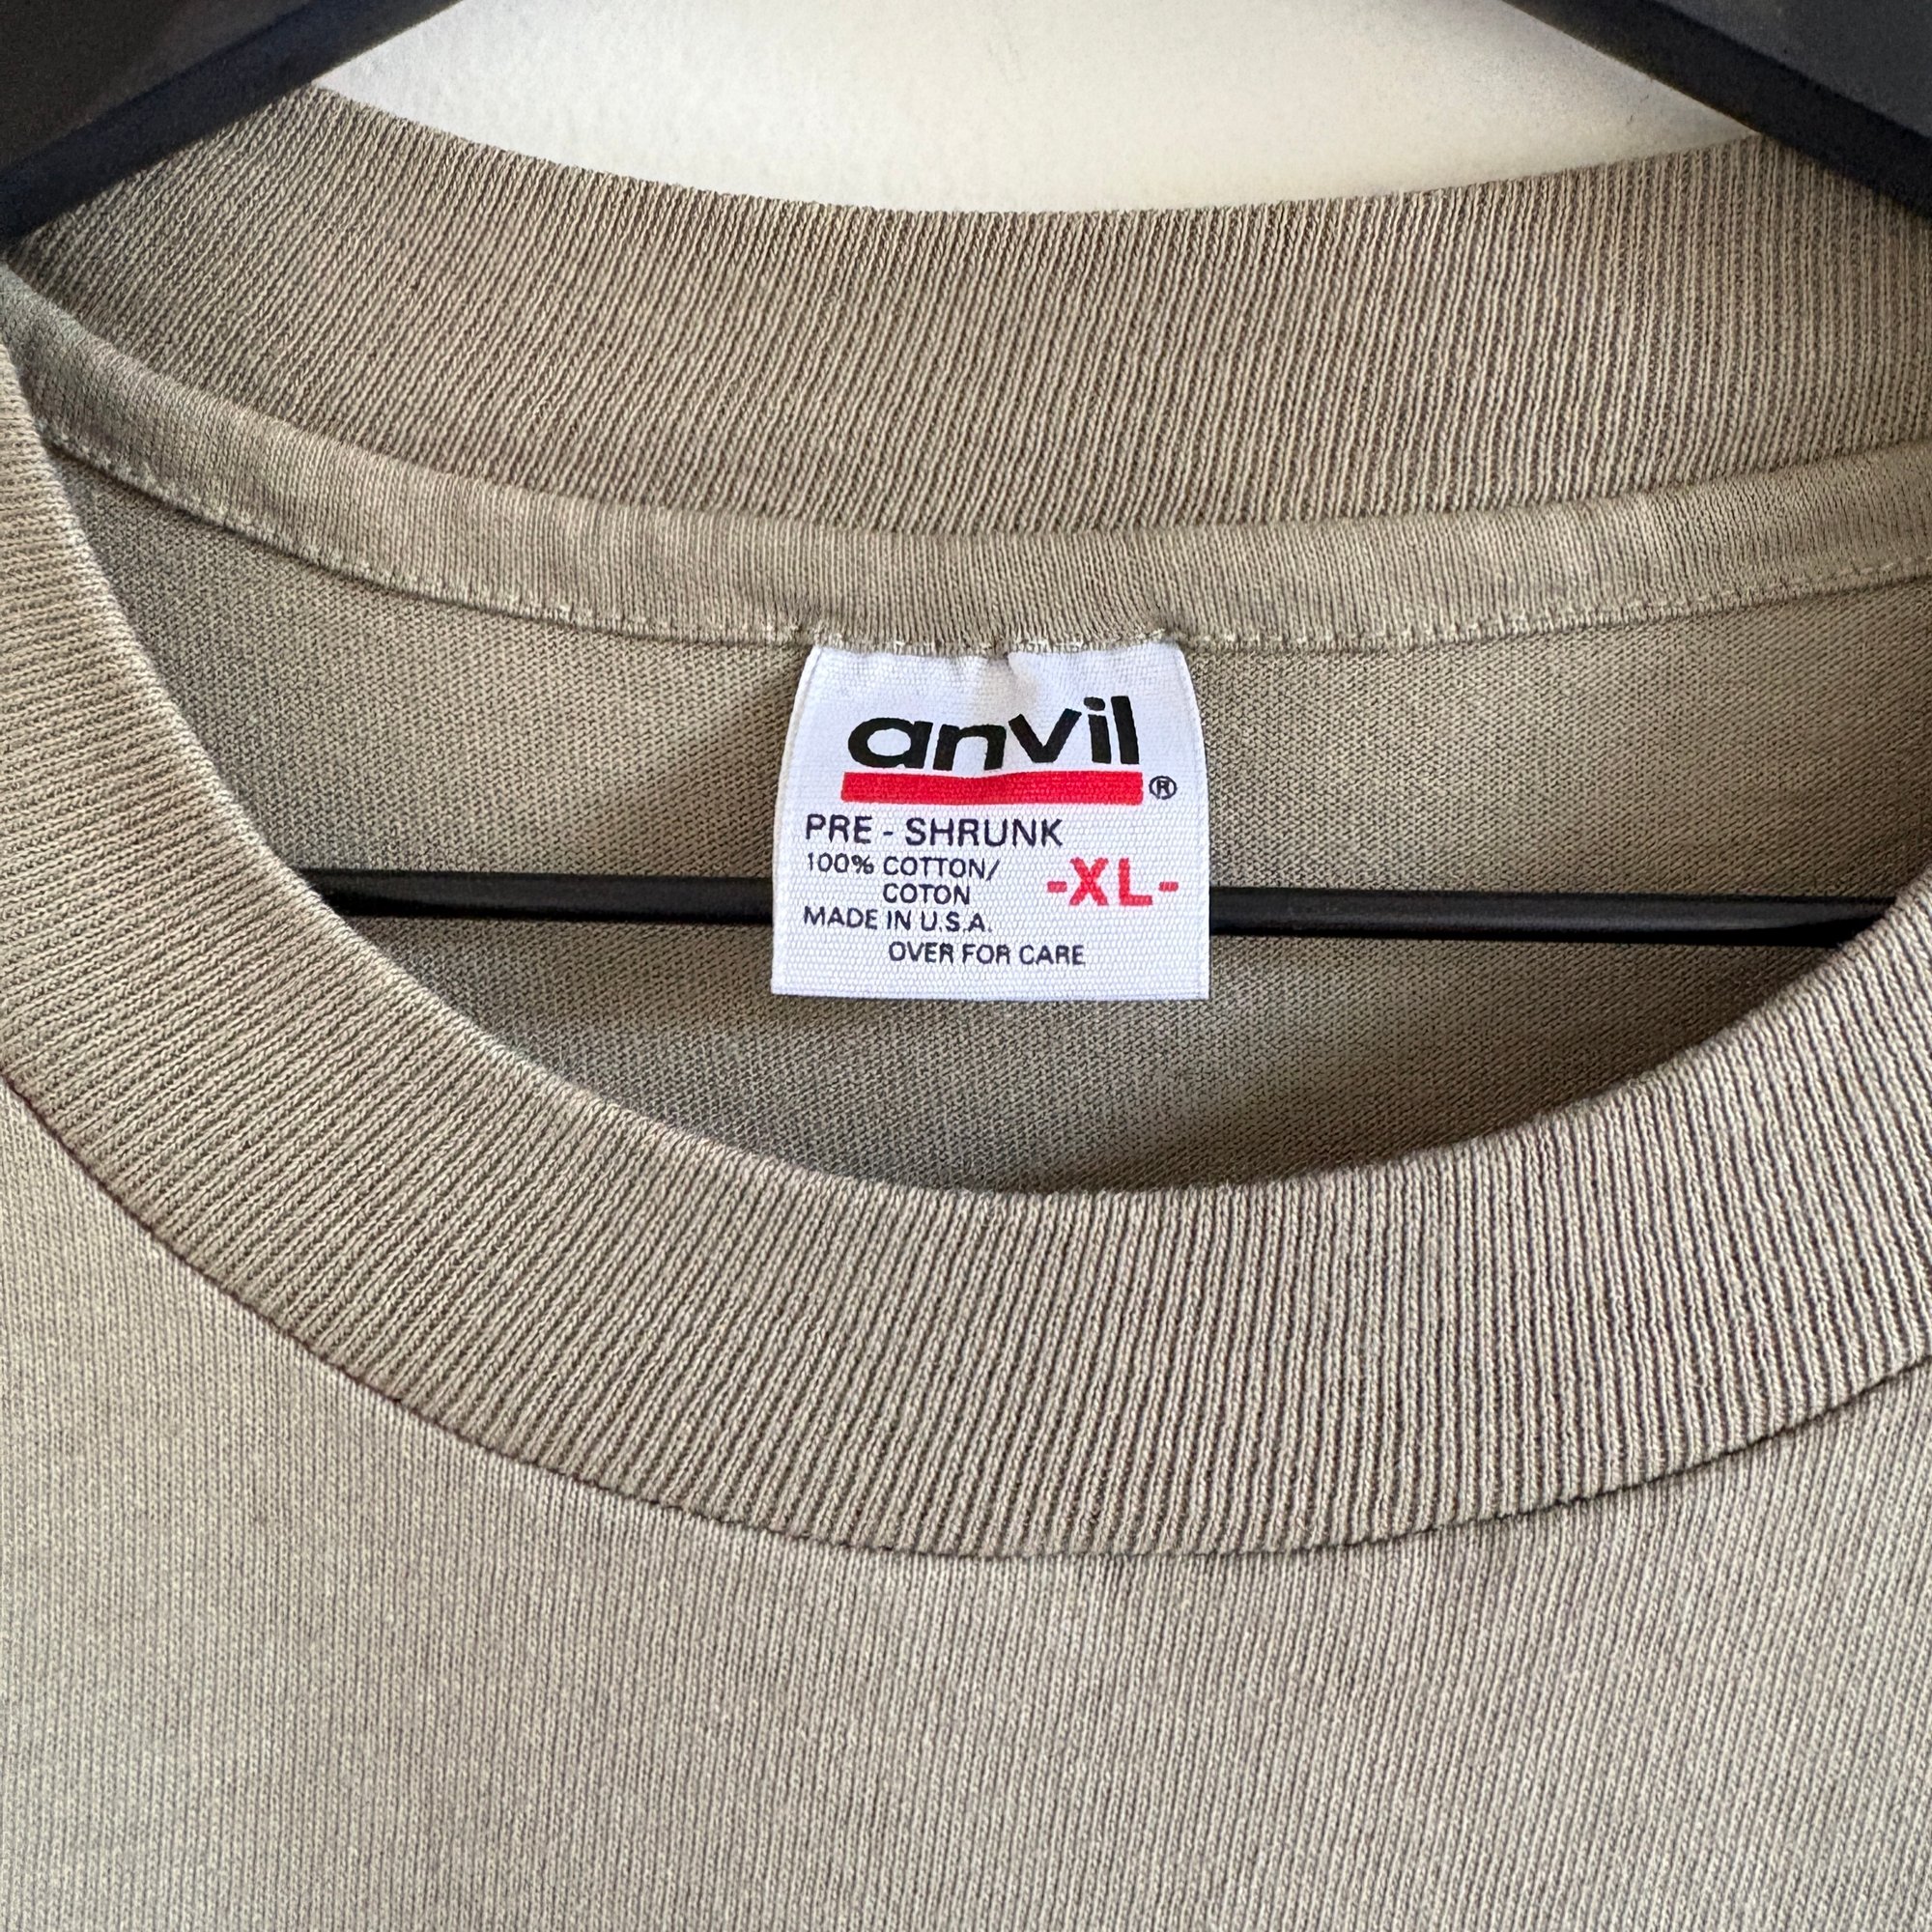 anvil®
PRE - SHRUNK
100% COTTON/
COTON
-XL-
MADE IN U.S.A.
OVER FOR CARE